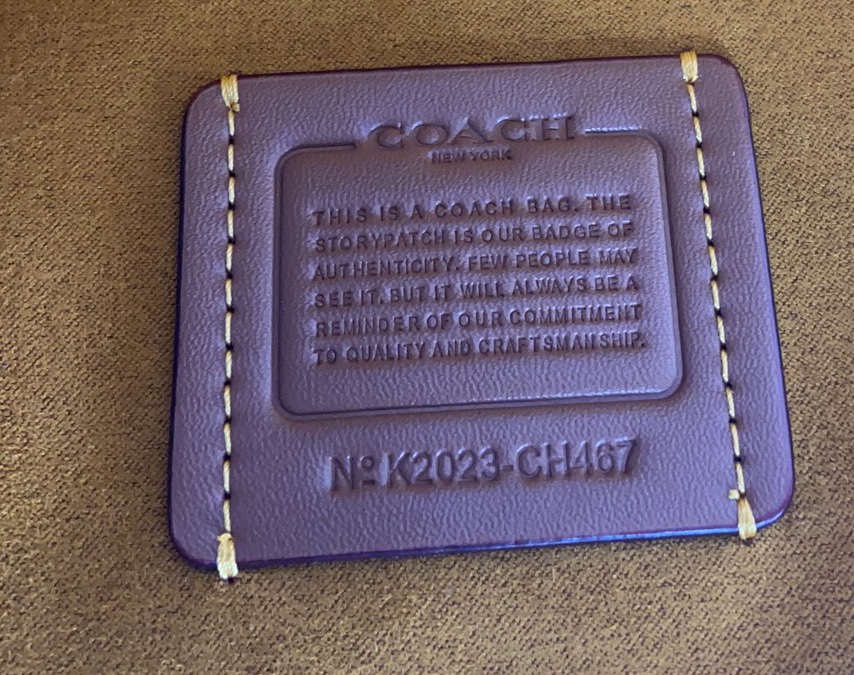 COACH
NEW YORK
THIS IS A COACH BAG. THE
STORYPATCH IS OUR BADGE OF
AUTHENTICITY. FEW PEOPLE MAY
SEE IT. BUT IT WILL ALWAYS BE A
REMINDER OF OUR COMMITMENT
TO QUALITY AND CRAFTSMANSHIP.
Nº K2023-CH467